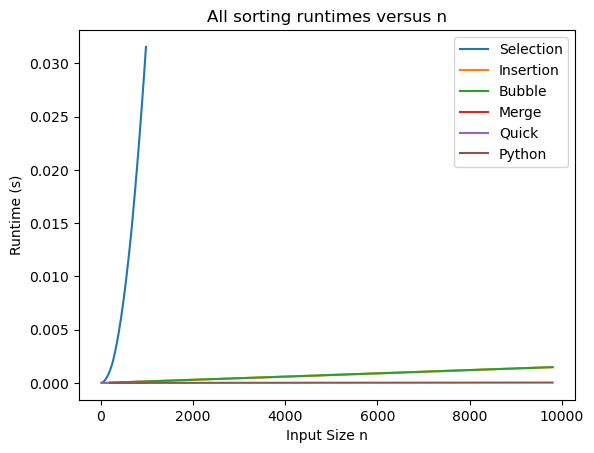 All sorting runtimes versus n
Runtime (s)
0.030
0.025
0.020
0.015
0.010
0.005
0.000
Selection
Insertion
Bubble
Merge
Quick
Python
0 2000 4000 6000 8000 10000
Input Size n